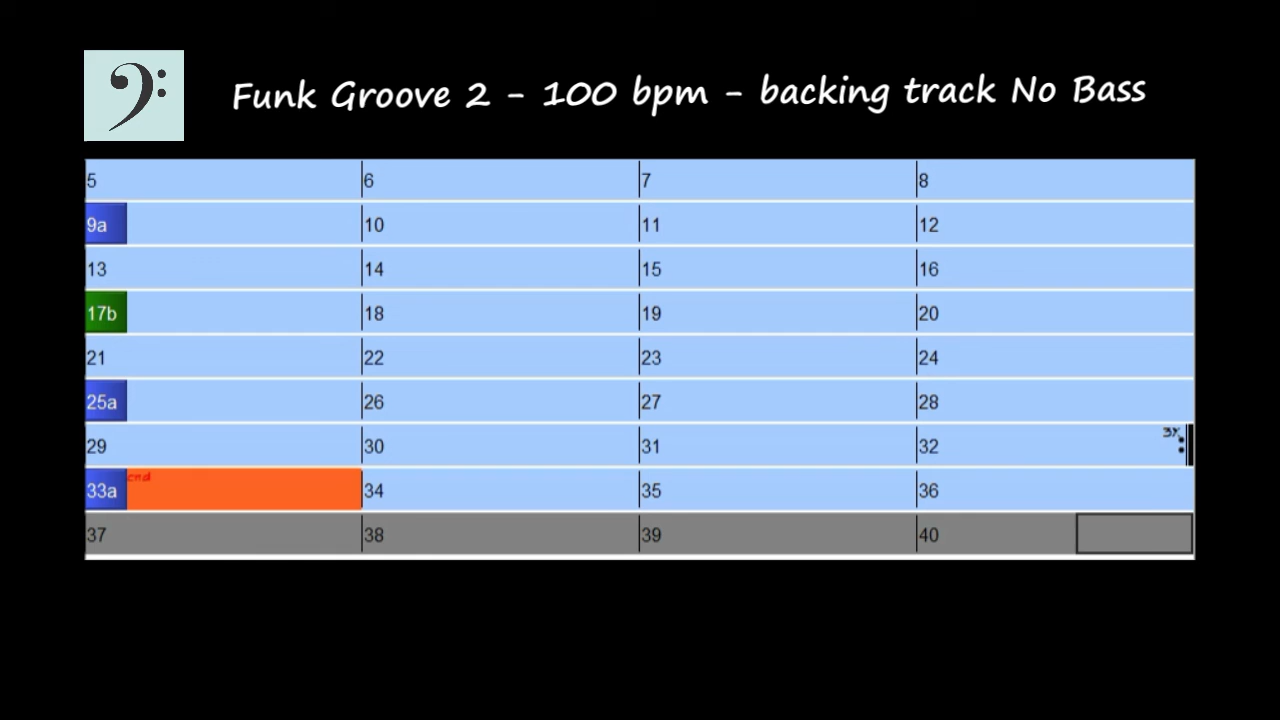 Funk Groove 2 - 100 bpm - backing track No Bass
5 6 7 8
9a 10 11 12
13 14 15 16
17b 18 19 20
21 22 23 24
25a 26 27 28
29 30 31 32 3x
33a end 34 35 36
37 38 39 40